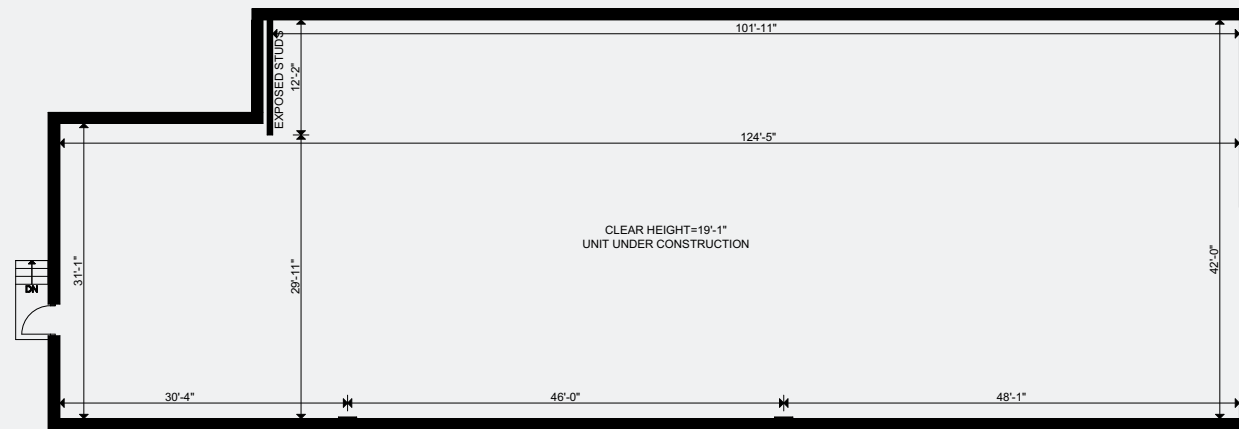 101'-11"
EXPOSED STUDS
12'-2"
124'-5"
CLEAR HEIGHT=19'-1"
UNIT UNDER CONSTRUCTION
31'-1"
29'-11"
42'-0"
DN
30'-4"
46'-0"
48'-1"